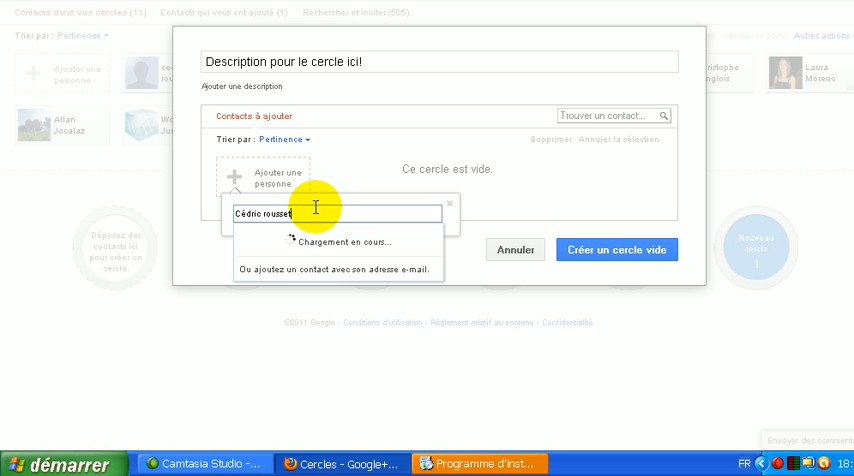 Contacts dans vos cercles (11) Contacts qui vous ont ajouté (1) Rechercher et inviter (505)
Trier par : Pertinence Afficher le profil Autres actions
Ajouter une
personne
Laura
Moreno
Allan
Jocalaz
Description pour le cercle ici!
Ajouter une description
Contacts à ajouter
Trouver un contact...
Trier par : Pertinence
Supprimer Annuler la sélection
Ajouter une
personne
Ce cercle est vide.
Cédric rousset
Chargement en cours...
Ou ajoutez un contact avec son adresse e-mail.
Annuler
Créer un cercle vide
Déposez des
contacts ici
pour créer un
cercle.
Nouveau
cercle
1
©2011 Google - Conditions d'utilisation - Règlement relatif au contenu - Confidentialité
Envoyer des comment
démarrer
Camtasia Studio -...
Cercles - Google+...
Programme d'inst...
FR
18: